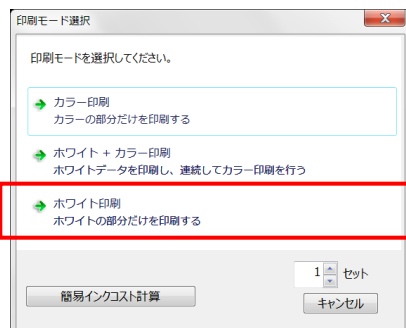 印刷モード選択
印刷モードを選択してください。
カラー印刷
カラーの部分だけを印刷する
ホワイト + カラー印刷
ホワイトデータを印刷し、連続してカラー印刷を行う
ホワイト印刷
ホワイトの部分だけを印刷する
1 セット
簡易インクコスト計算
キャンセル